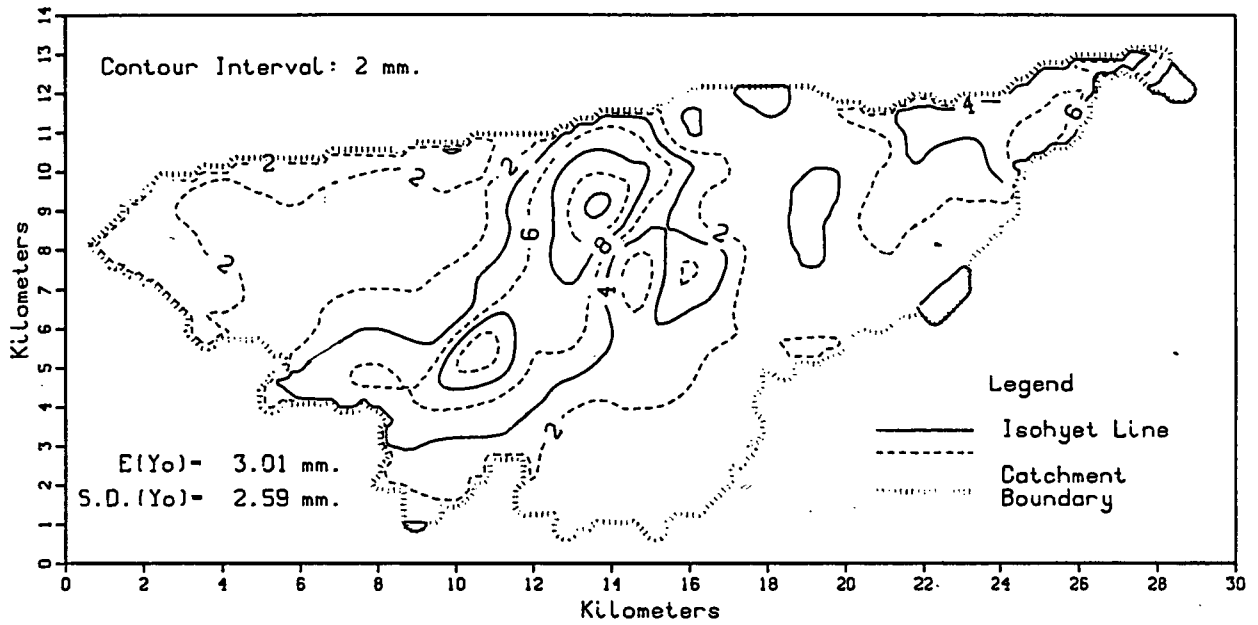 Contour Interval: 2 mm.
14
13
12
11
10
9
8
7
6
5
4
3
2
1
0
Kilometers
2
2
2
2
6
8
4
2
2
4
6
E(Yo)- 3.01 mm.
S.D.(Yo)- 2.59 mm.
Legend
Isohyet Line
Catchment
Boundary
0 2 4 6 8 10 12 14 16 18 20 22 24 26 28 30
Kilometers